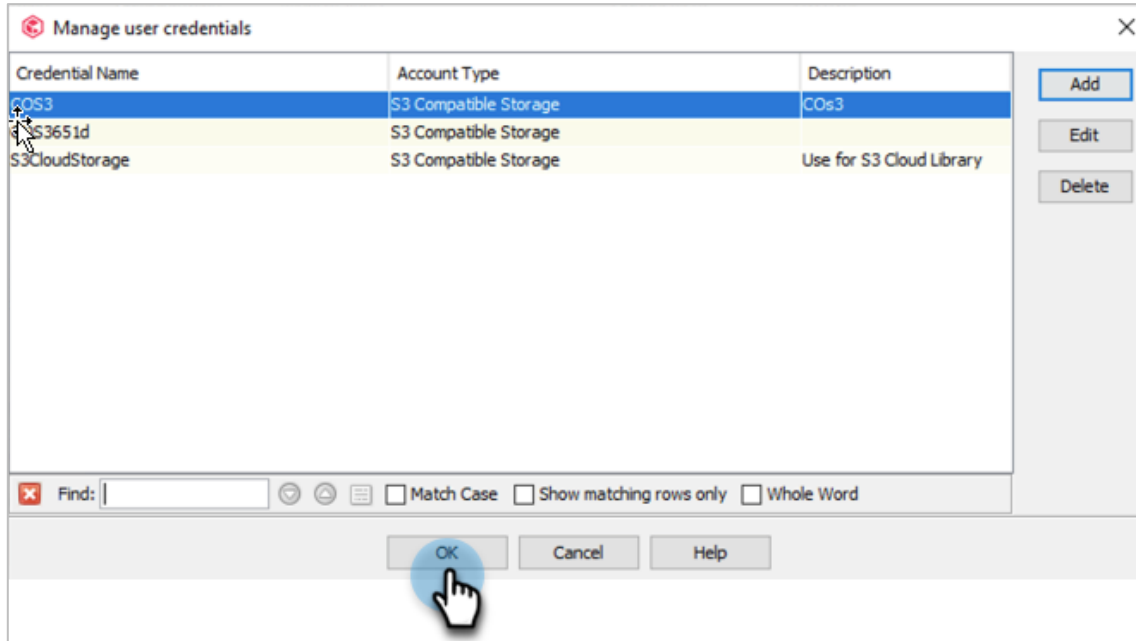 Manage user credentials
Credential Name Account Type Description
COS3 S3 Compatible Storage COs3
S3 Compatible Storage
S3CloudStorage S3 Compatible Storage Use for S3 Cloud Library
Add
Edit
Delete
Find: Match Case Show matching rows only Whole Word
OK Cancel Help